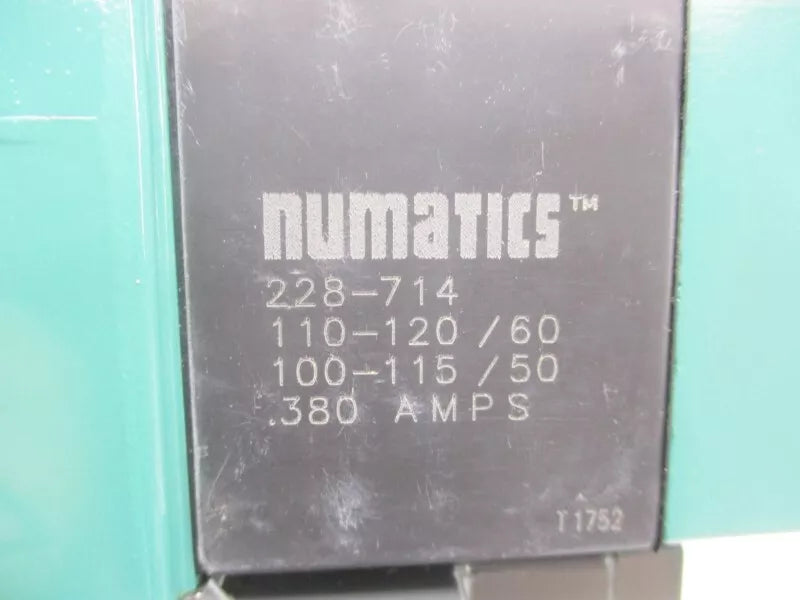 numatics™
228-714
110-120 /60
100-115 /50
.380 AMPS
T1752